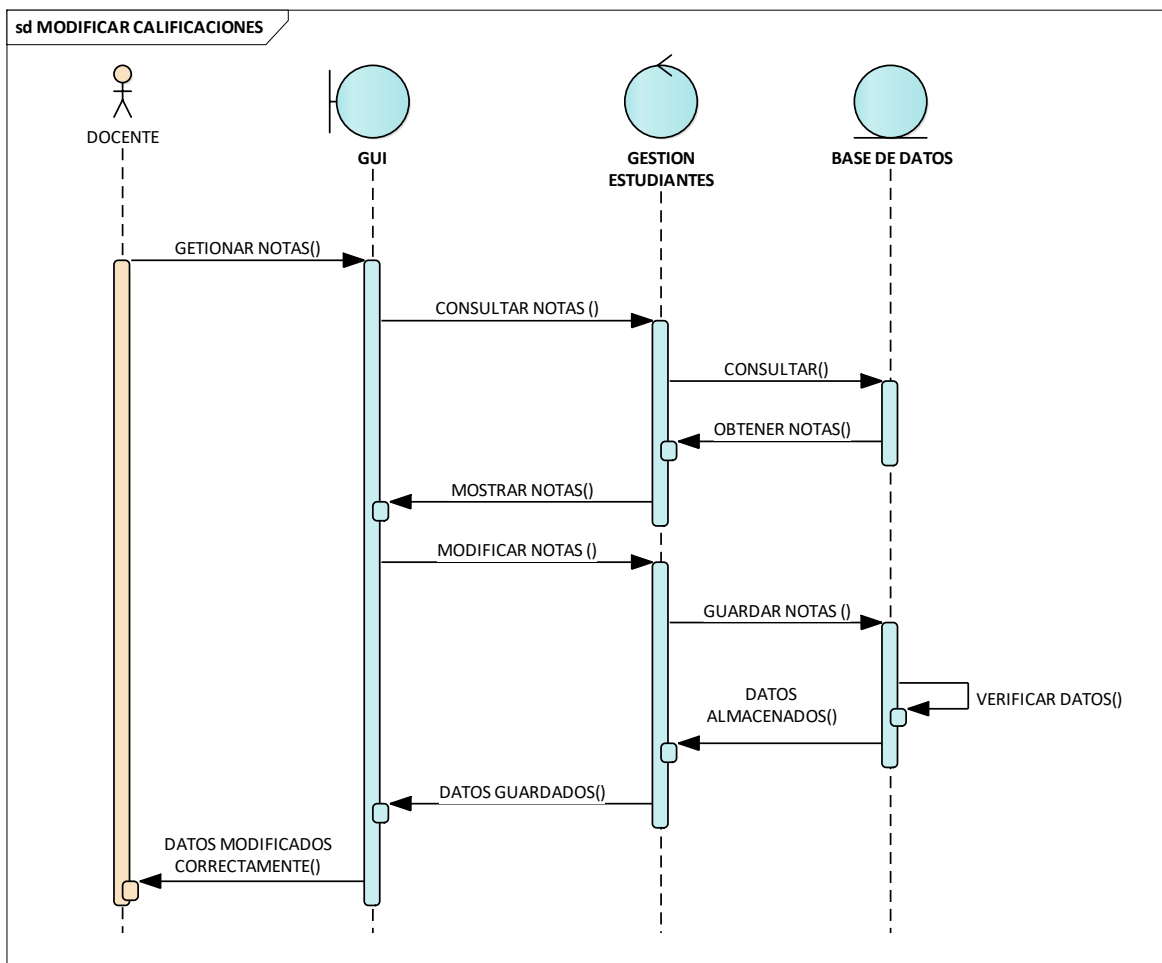 sd MODIFICAR CALIFICACIONES
DOCENTE
GUI
GESTION
ESTUDIANTES
BASE DE DATOS
GETIONAR NOTAS()
CONSULTAR NOTAS ()
CONSULTAR()
OBTENER NOTAS()
MOSTRAR NOTAS()
MODIFICAR NOTAS ()
GUARDAR NOTAS ()
VERIFICAR DATOS()
DATOS
ALMACENADOS()
DATOS GUARDADOS()
DATOS MODIFICADOS
CORRECTAMENTE()